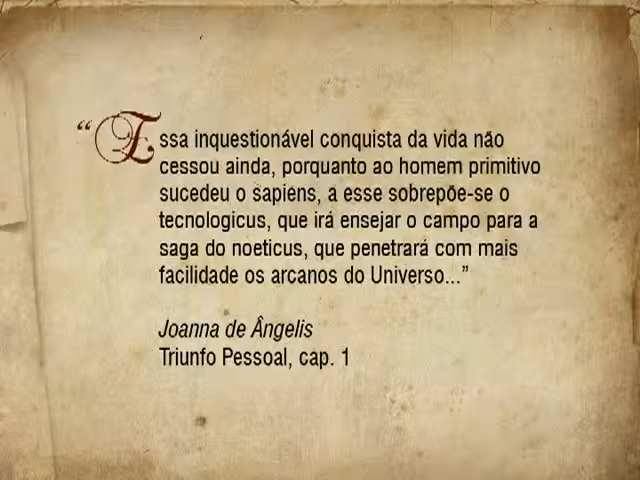 “Essa inquestionável conquista da vida não
cessou ainda, porquanto ao homem primitivo
sucedeu o sapiens, a esse sobrepõe-se o
tecnologicus, que irá ensejar o campo para a
saga do noeticus, que penetrará com mais
facilidade os arcanos do Universo...”
Joanna de Ângelis
Triunfo Pessoal, cap. 1